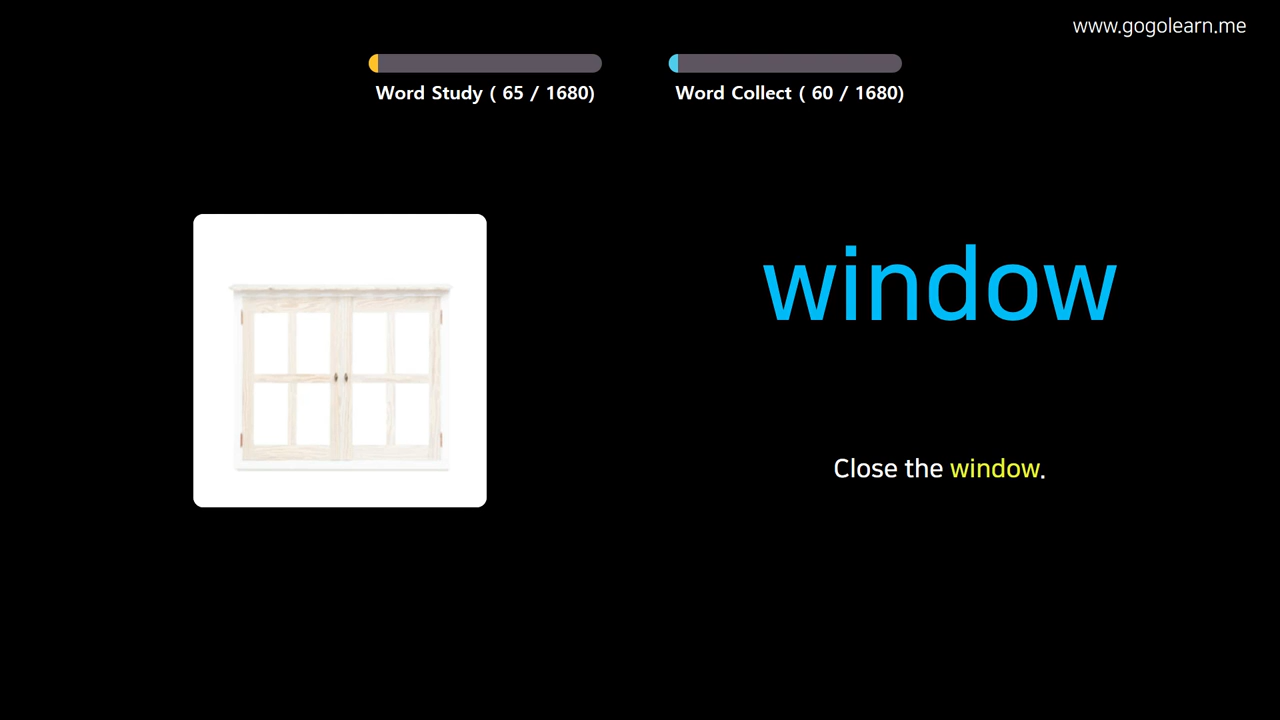 www.gogolearn.me
Word Study ( 65 / 1680)
Word Collect ( 60 / 1680)
window
Close the window.